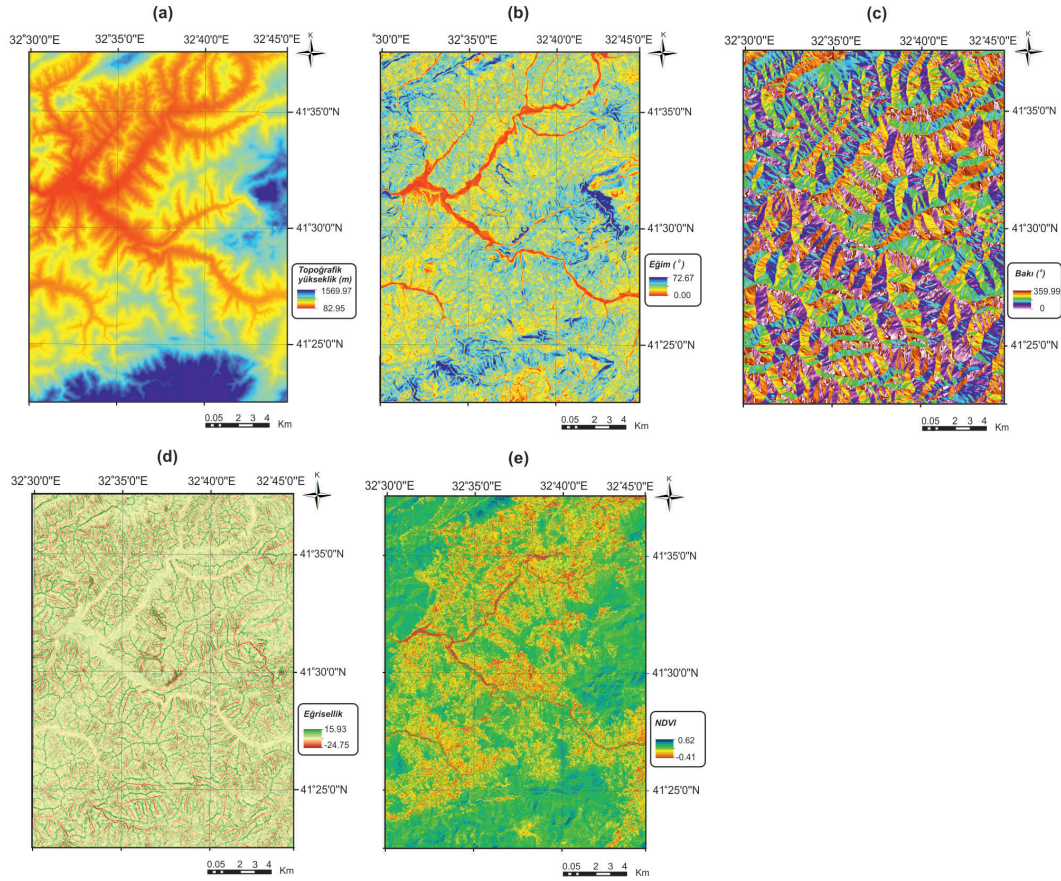 (a)
32°30'0"E 32°35'0"E 32°40'0"E 32°45'0"E
K
41°35'0"N
41°30'0"N
41°25'0"N
Topoğrafik
yükseklik (m)
1569.97
82.95
0.05 2 3 4
Km
(b)
°30'0"E 32°35'0"E 32°40'0"E 32°45'0"E
K
41°35'0"N
41°30'0"N
41°25'0"N
Eğim (°)
72.67
0.00
0.05 2 3 4
Km
(c)
32°30'0"E 32°35'0"E 32°40'0"E 32°45'0"E
K
41°35'0"N
41°30'0"N
41°25'0"N
Bakı (°)
359.99
0
0.05 2 3 4
Km
(d)
32°30'0"E 32°35'0"E 32°40'0"E 32°45'0"E
K
41°35'0"N
41°30'0"N
41°25'0"N
Eğrisellik
15.93
-24.75
0.05 2 3 4
Km
(e)
32°30'0"E 32°35'0"E 32°40'0"E 32°45'0"E
K
41°35'0"N
41°30'0"N
41°25'0"N
NDVI
0.62
-0.41
0.05 2 3 4
Km